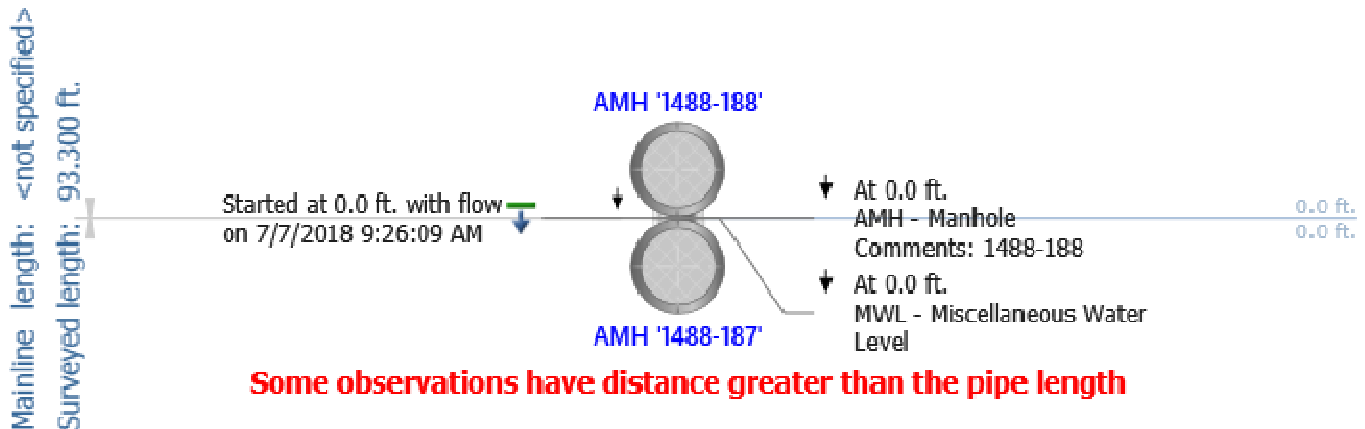 Mainline length: <not specified>
Surveyed length: 93.300 ft.
AMH '1488-188'
Started at 0.0 ft. with flow
on 7/7/2018 9:26:09 AM
At 0.0 ft.
AMH - Manhole
Comments: 1488-188
0.0 ft.
0.0 ft.
At 0.0 ft.
MWL - Miscellaneous Water
Level
AMH '1488-187'
Some observations have distance greater than the pipe length